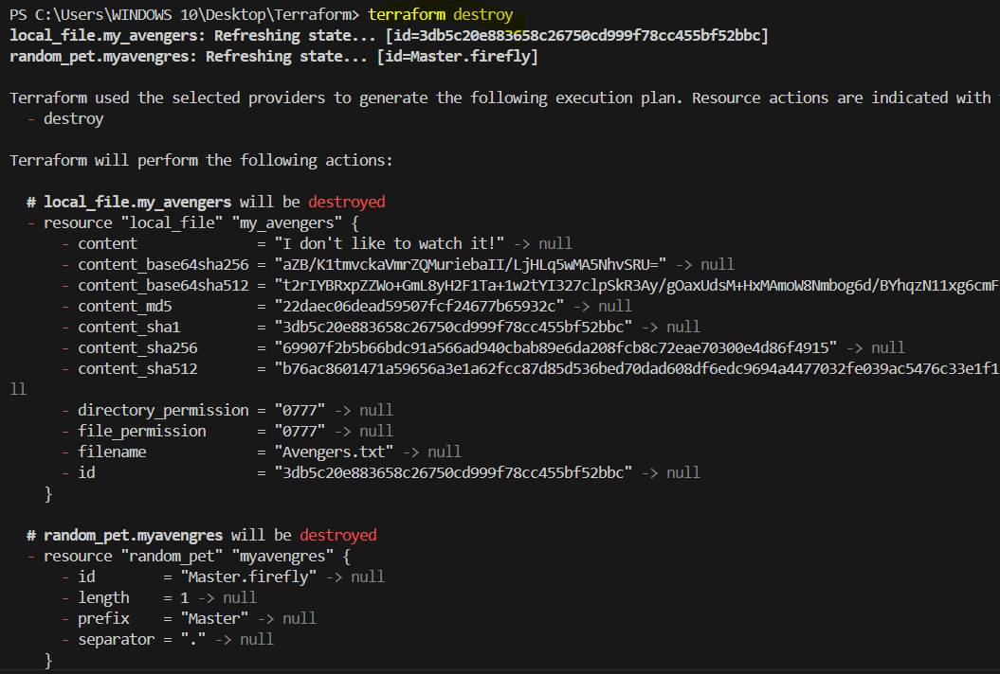 PS C:\Users\WINDOWS 10\Desktop\Terraform> terraform destroy
local_file.my_avengers: Refreshing state... [id=3db5c20e883658c26750cd999f78cc455bf52bbc]
random_pet.myavengres: Refreshing state... [id=Master.firefly]
Terraform used the selected providers to generate the following execution plan. Resource actions are indicated with
- destroy
Terraform will perform the following actions:
# local_file.my_avengers will be destroyed
- resource "local_file" "my_avengers" {
- content = "I don't like to watch it!" -> null
- content_base64sha256 = "aZB/K1tmvckaVmrZQMuriebaII/LjHLq5wMA5NhvSRU=" -> null
- content_base64sha512 = "t2rIYBRxpZZWo+GmL8yH2F1Ta+1w2tYI327clpSkR3Ay/gOaxUdsM+HxMAmoW8Nmbog6d/BYhqzN11xg6cmF
- content_md5 = "22daec06dead59507fcf24677b65932c" -> null
- content_sha1 = "3db5c20e883658c26750cd999f78cc455bf52bbc" -> null
- content_sha256 = "69907f2b5b66bdc91a566ad940cbab89e6da208fcb8c72eae70300e4d86f4915" -> null
- content_sha512 = "b76ac8601471a59656a3e1a62fcc87d85d536bed70dad608df6edc9694a4477032fe039ac5476c33e1f1
ll
- directory_permission = "0777" -> null
- file_permission = "0777" -> null
- filename = "Avengers.txt" -> null
- id = "3db5c20e883658c26750cd999f78cc455bf52bbc" -> null
}
# random_pet.myavengres will be destroyed
- resource "random_pet" "myavengres" {
- id = "Master.firefly" -> null
- length = 1 -> null
- prefix = "Master" -> null
- separator = "." -> null
}